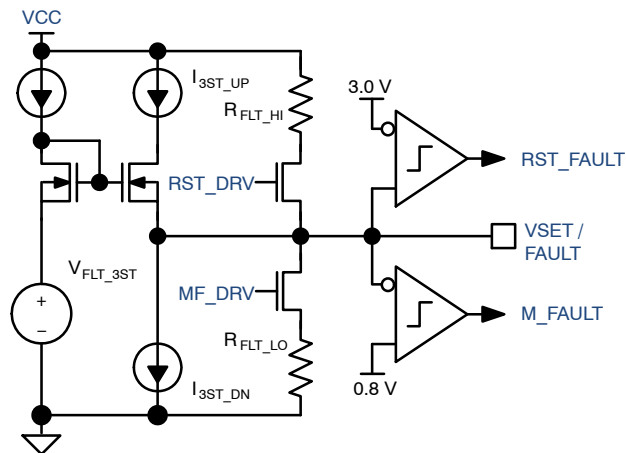 VCC
I3ST_UP
RFLT_HI
3.0 V
RST_FAULT
RST_DRV
VSET /
FAULT
VFLT_3ST
MF_DRV
M_FAULT
+
–
RFLT_LO
I3ST_DN
0.8 V